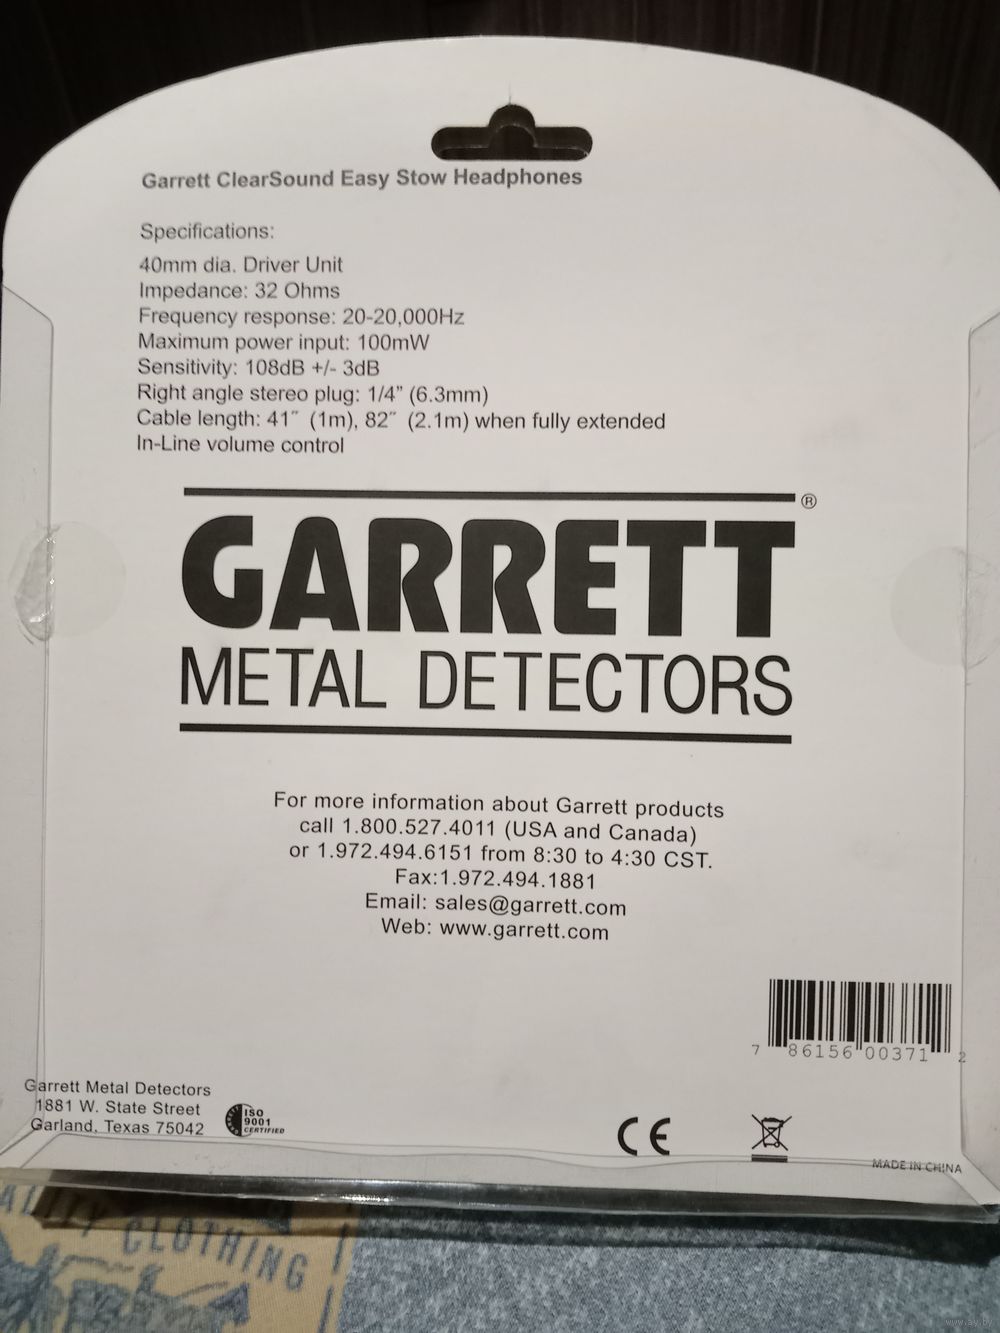 Garrett ClearSound Easy Stow Headphones
Specifications:
40mm dia. Driver Unit
Impedance: 32 Ohms
Frequency response: 20-20,000Hz
Maximum power input: 100mW
Sensitivity: 108dB +/- 3dB
Right angle stereo plug: 1/4” (6.3mm)
Cable length: 41˝ (1m), 82˝ (2.1m) when fully extended
In-Line volume control
GARRETT®
METAL DETECTORS
For more information about Garrett products
call 1.800.527.4011 (USA and Canada)
or 1.972.494.6151 from 8:30 to 4:30 CST.
Fax:1.972.494.1881
Email: sales@garrett.com
Web: www.garrett.com
7 86156 00371 2
Garrett Metal Detectors
1881 W. State Street
Garland, Texas 75042
GARRETT
ISO
9001
CERTIFIED
CE
MADE IN CHINA
CLOTHING
www.ay.by